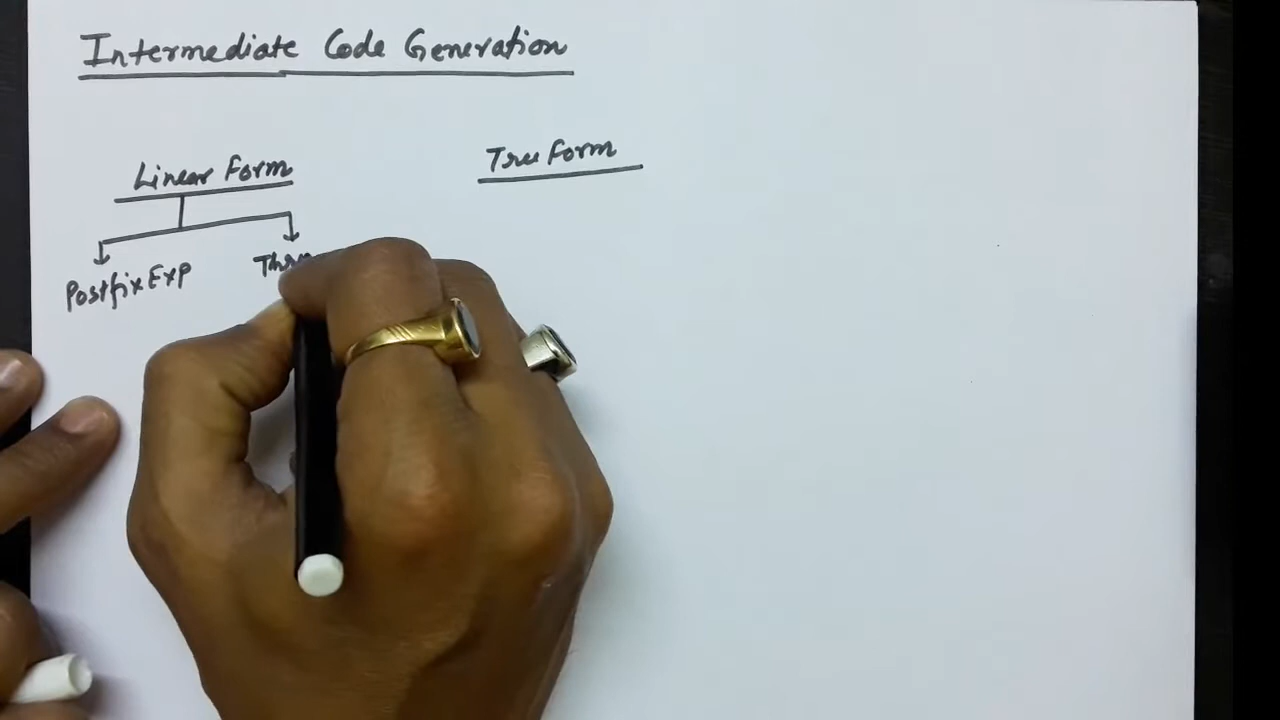 Intermediate Code Generation
Linear Form
Tree Form
Postfix Exp